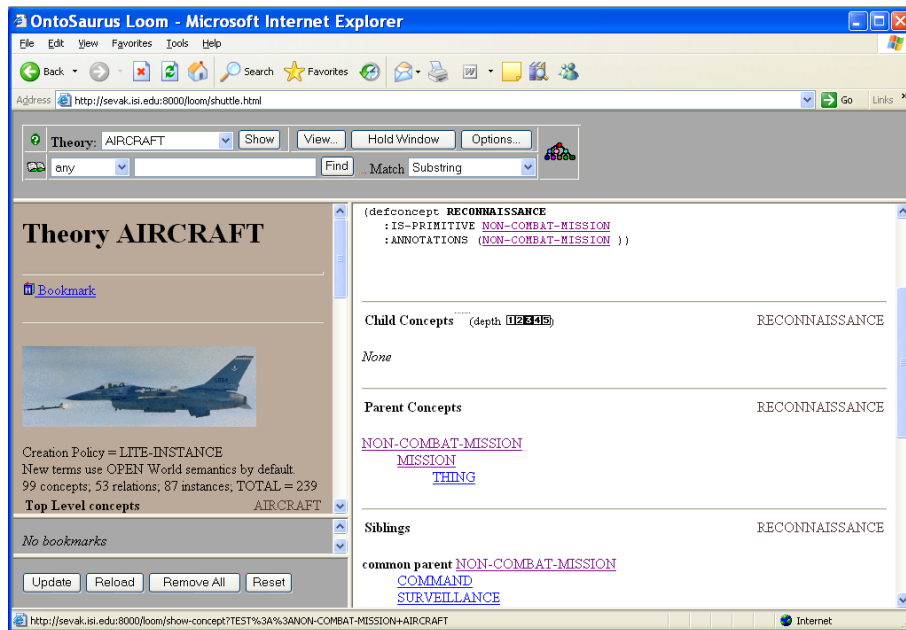 OntoSaurus Loom - Microsoft Internet Explorer
File Edit View Favorites Tools Help
Back Search Favorites
Address http://sevak.isi.edu:8000/loom/shuttle.html Go Links »
Theory: AIRCRAFT Show View... Hold Window Options...
any Find . Match Substring
Theory AIRCRAFT
Bookmark
Creation Policy = LITE-INSTANCE
New terms use OPEN World semantics by default.
99 concepts; 53 relations; 87 instances; TOTAL = 239
Top Level concepts AIRCRAFT
No bookmarks
Update Reload Remove All Reset
(defconcept RECONNAISSANCE
:IS-PRIMITIVE NON-COMBAT-MISSION
:ANNOTATIONS (NON-COMBAT-MISSION ))
Child Concepts (depth 12345) RECONNAISSANCE
None
Parent Concepts RECONNAISSANCE
NON-COMBAT-MISSION
MISSION
THING
Siblings RECONNAISSANCE
common parent NON-COMBAT-MISSION
COMMAND
SURVEILLANCE
http://sevak.isi.edu:8000/loom/show-concept?TEST%3A%3ANON-COMBAT-MISSION+AIRCRAFT Internet